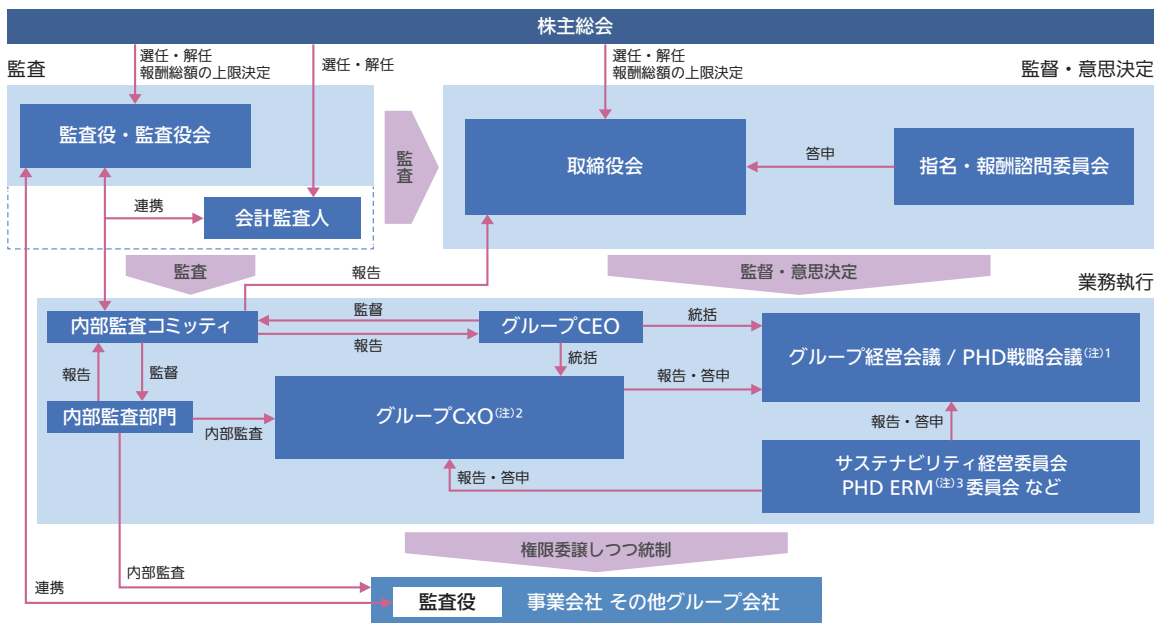 株主総会
監査
選任・解任
報酬総額の上限決定
選任・解任
選任・解任
報酬総額の上限決定
監督・意思決定
監査役・監査役会
監査
取締役会
答申
指名・報酬諮問委員会
連携
会計監査人
監査
報告
監督・意思決定
業務執行
内部監査コミッティ
監督
報告
グループCEO
統括
統括
グループ経営会議 / PHD戦略会議(注)1
報告
監督
報告・答申
内部監査部門
内部監査
グループCxO(注)2
報告・答申
報告・答申
サステナビリティ経営委員会
PHD ERM(注)3委員会 など
権限委譲しつつ統制
内部監査
連携
監査役
事業会社 その他グループ会社